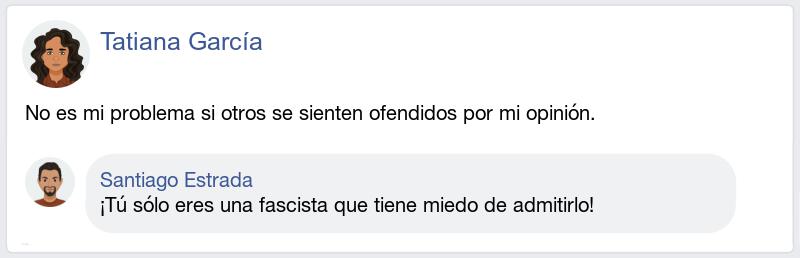 Tatiana García
No es mi problema si otros se sienten ofendidos por mi opinión.
Santiago Estrada
¡Tú sólo eres una fascista que tiene miedo de admitirlo!